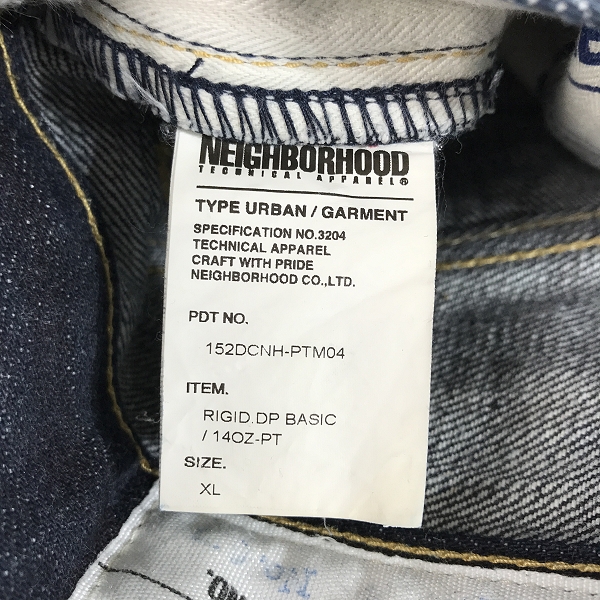 NEIGHBORHOOD
TECHNICAL APPAREL®
TYPE URBAN / GARMENT
SPECIFICATION NO.3204
TECHNICAL APPAREL
CRAFT WITH PRIDE
NEIGHBORHOOD CO.,LTD.
PDT NO.
152DCNH-PTM04
ITEM.
RIGID.DP BASIC
/ 14OZ-PT
SIZE.
XL